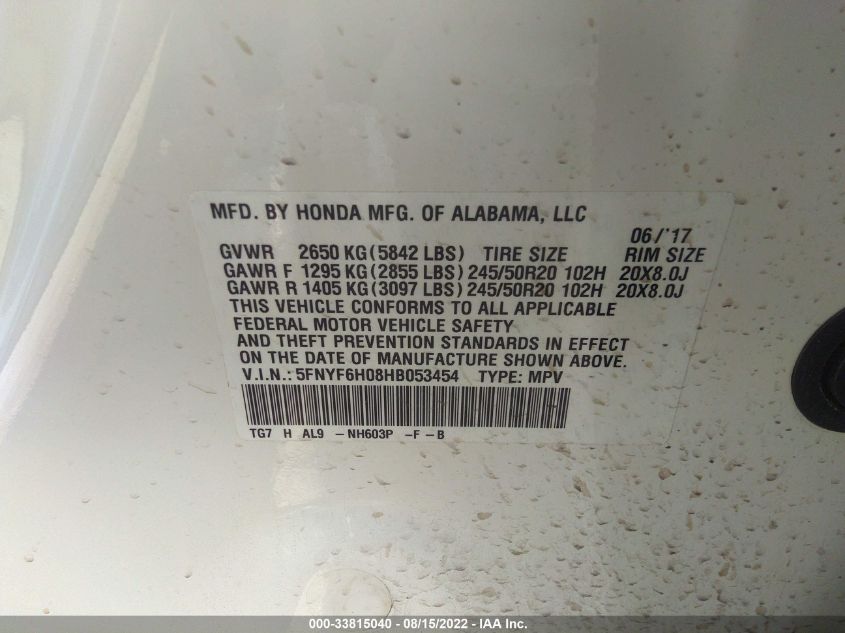 MFD. BY HONDA MFG. OF ALABAMA, LLC
06/'17
GVWR 2650 KG (5842 LBS) TIRE SIZE RIM SIZE
GAWR F 1295 KG (2855 LBS) 245/50R20 102H 20X8.0J
GAWR R 1405 KG (3097 LBS) 245/50R20 102H 20X8.0J
THIS VEHICLE CONFORMS TO ALL APPLICABLE
FEDERAL MOTOR VEHICLE SAFETY
AND THEFT PREVENTION STANDARDS IN EFFECT
ON THE DATE OF MANUFACTURE SHOWN ABOVE.
V.I.N.: 5FNYF6H08HB053454 TYPE: MPV
TG7 H AL9 -NH603P -F-B
000-33815040 - 08/15/2022 - IAA Inc.